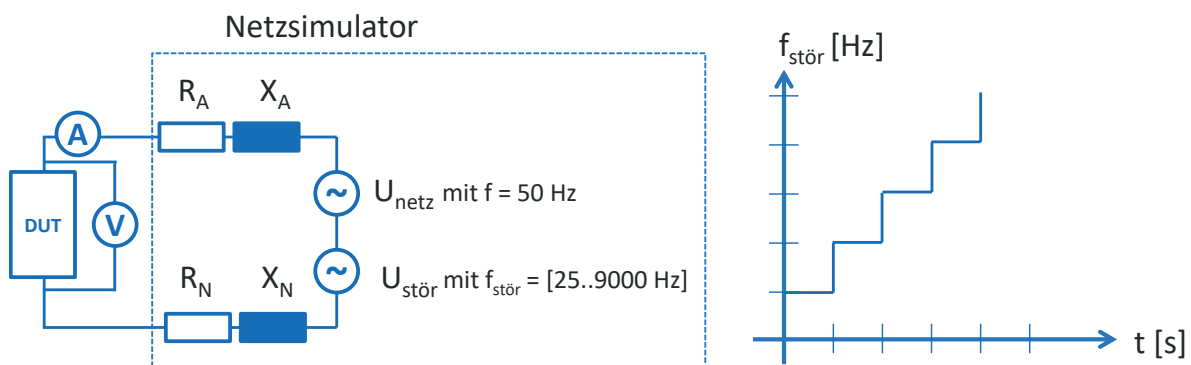 Netzsimulator
R_A X_A
A
DUT
V
~
U_netz mit f = 50 Hz
~
U_stör mit f_stör = [25..9000 Hz]
R_N X_N
f_stör [Hz]
t [s]